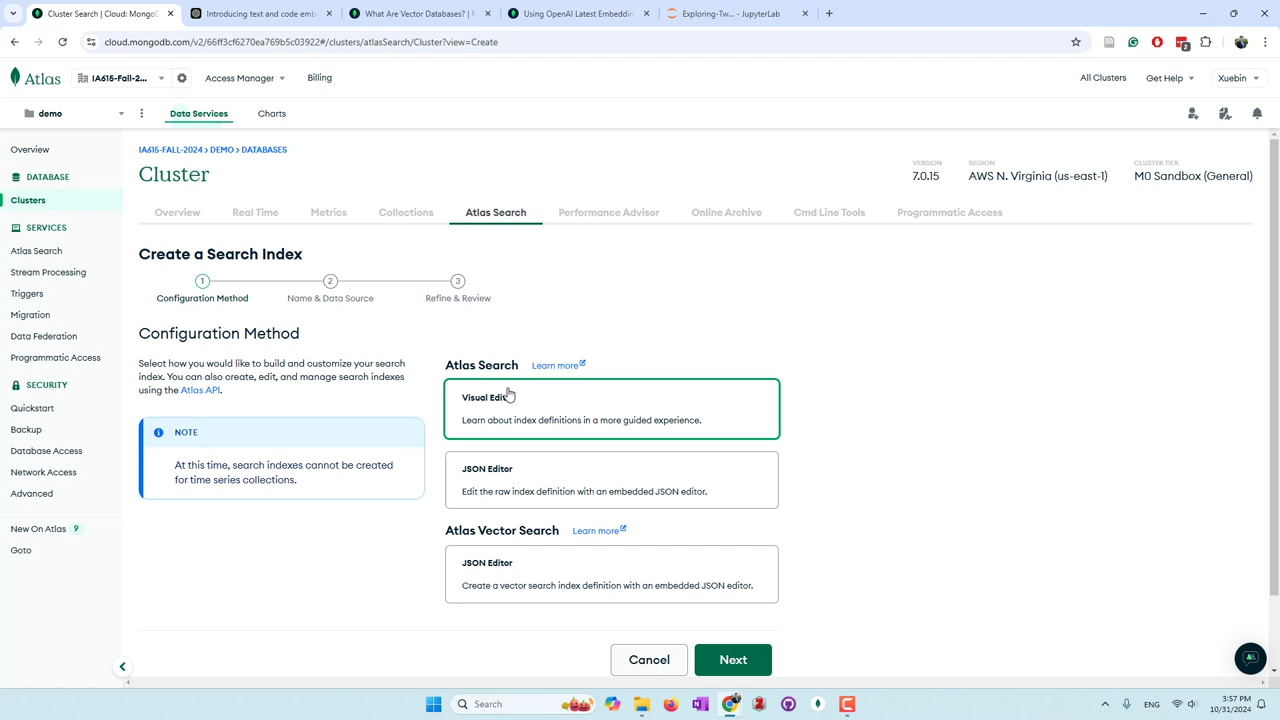 Cluster Search | Cloud: Mongo
Introducing text and code emb
What Are Vector Databases? | M
Using OpenAI Latest Embeddin
Exploring-Tw... - JupyterLab
cloud.mongodb.com/v2/66ff3cf6270ea769b5c03922#/clusters/atlasSearch/Cluster?view=Create
2
Atlas
IA615-Fall-2...
Access Manager
Billing
All Clusters
Get Help
Xuebin
demo
Data Services
Charts
Overview
DATABASE
Clusters
SERVICES
Atlas Search
Stream Processing
Triggers
Migration
Data Federation
Programmatic Access
SECURITY
Quickstart
Backup
Database Access
Network Access
Advanced
New On Atlas 9
Goto
IA615-FALL-2024 > DEMO > DATABASES
Cluster
VERSION
7.0.15
REGION
AWS N. Virginia (us-east-1)
CLUSTER TIER
M0 Sandbox (General)
Overview
Real Time
Metrics
Collections
Atlas Search
Performance Advisor
Online Archive
Cmd Line Tools
Programmatic Access
Create a Search Index
1
2
3
Configuration Method
Name & Data Source
Refine & Review
Configuration Method
Select how you would like to build and customize your search
index. You can also create, edit, and manage search indexes
using the Atlas API.
NOTE
At this time, search indexes cannot be created
for time series collections.
Atlas Search Learn more
Visual Edit
Learn about index definitions in a more guided experience.
JSON Editor
Edit the raw index definition with an embedded JSON editor.
Atlas Vector Search Learn more
JSON Editor
Create a vector search index definition with an embedded JSON editor.
Cancel
Next
Search
ENG
3:57 PM
10/31/2024